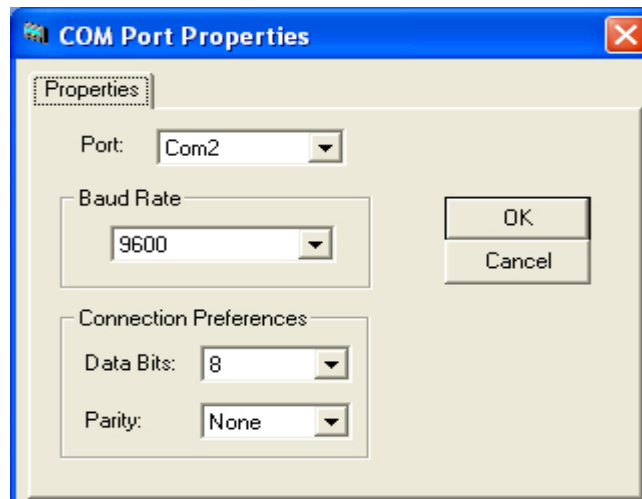 COM Port Properties
Properties
Port: Com2
Baud Rate
9600
OK
Cancel
Connection Preferences
Data Bits: 8
Parity: None